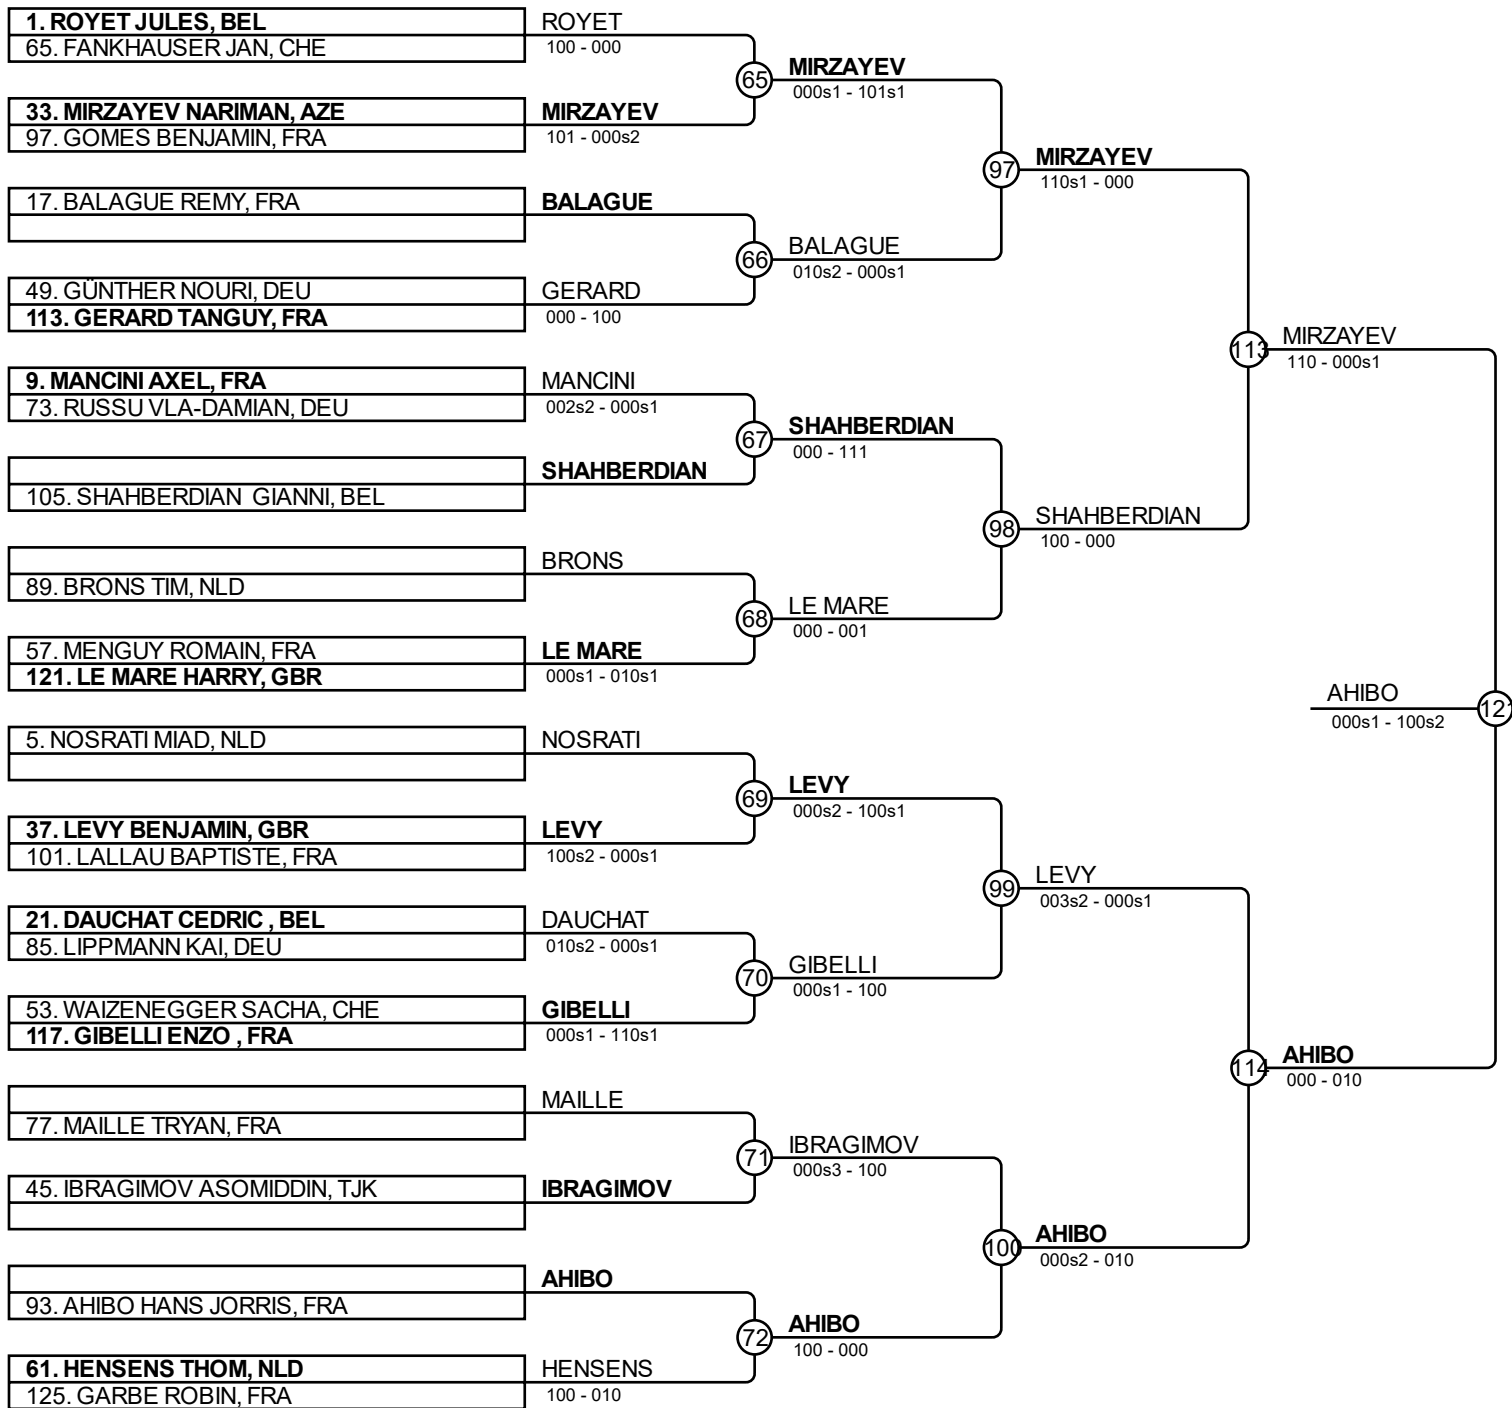 1. ROYET JULES, BEL
65. FANKHAUSER JAN, CHE
33. MIRZAYEV NARIMAN, AZE
97. GOMES BENJAMIN, FRA
17. BALAGUE REMY, FRA
49. GÜNTHER NOURI, DEU
113. GERARD TANGUY, FRA
9. MANCINI AXEL, FRA
73. RUSSU VLA-DAMIAN, DEU
105. SHAHBERDIAN GIANNI, BEL
89. BRONS TIM, NLD
57. MENGUY ROMAIN, FRA
121. LE MARE HARRY, GBR
5. NOSRATI MIAD, NLD
37. LEVY BENJAMIN, GBR
101. LALLAU BAPTISTE, FRA
21. DAUCHAT CEDRIC , BEL
85. LIPPMANN KAI, DEU
53. WAIZENEGGER SACHA, CHE
117. GIBELLI ENZO , FRA
77. MAILLE TRYAN, FRA
45. IBRAGIMOV ASOMIDDIN, TJK
93. AHIBO HANS JORRIS, FRA
61. HENSENS THOM, NLD
125. GARBE ROBIN, FRA
ROYET
100 - 000
MIRZAYEV
101 - 000s2
BALAGUE
GERARD
000 - 100
MANCINI
002s2 - 000s1
SHAHBERDIAN
BRONS
LE MARE
000s1 - 010s1
NOSRATI
LEVY
100s2 - 000s1
DAUCHAT
010s2 - 000s1
GIBELLI
000s1 - 110s1
MAILLE
IBRAGIMOV
AHIBO
HENSENS
100 - 010
65
66
67
68
69
70
71
72
MIRZAYEV
000s1 - 101s1
BALAGUE
010s2 - 000s1
SHAHBERDIAN
000 - 111
LE MARE
000 - 001
LEVY
000s2 - 100s1
GIBELLI
000s1 - 100
IBRAGIMOV
000s3 - 100
AHIBO
100 - 000
97
98
99
100
MIRZAYEV
110s1 - 000
SHAHBERDIAN
100 - 000
LEVY
003s2 - 000s1
AHIBO
000s2 - 010
113
114
MIRZAYEV
110 - 000s1
AHIBO
000 - 010
121
AHIBO
000s1 - 100s2